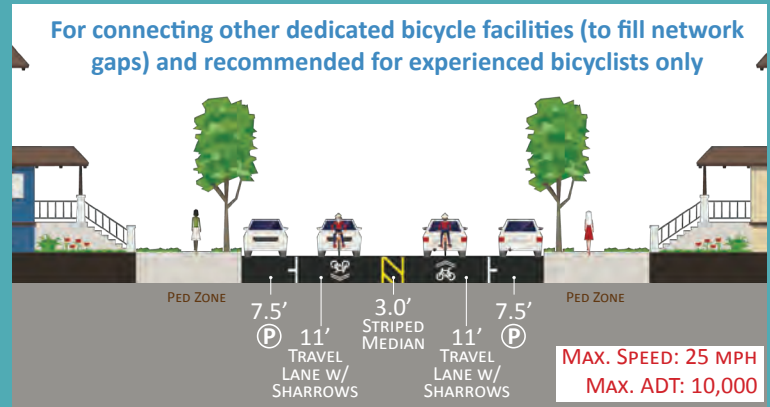 For connecting other dedicated bicycle facilities (to fill network
gaps) and recommended for experienced bicyclists only
PED ZONE
7.5’
P
11’
TRAVEL
LANE W/
SHARROWS
3.0’
STRIPED
MEDIAN
11’
TRAVEL
LANE W/
SHARROWS
7.5’
P
PED ZONE
MAX. SPEED: 25 MPH
MAX. ADT: 10,000